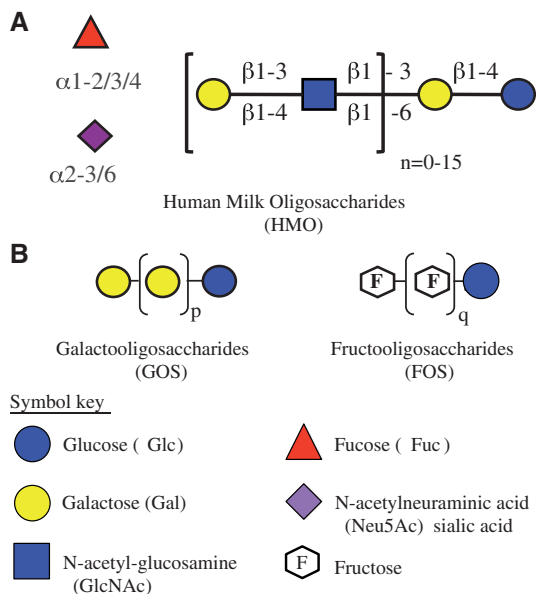 A
α1-2/3/4
α2-3/6
β1-3 β1 - 3 β1-4
β1-4 β1 -6
n=0-15
Human Milk Oligosaccharides
(HMO)
B
p
Galactooligosaccharides
(GOS)
F F
q
Fructooligosaccharides
(FOS)
Symbol key
Glucose ( Glc)
Galactose (Gal)
N-acetyl-glucosamine
(GlcNAc)
Fucose ( Fuc)
N-acetylneuraminic acid
(Neu5Ac) sialic acid
F Fructose